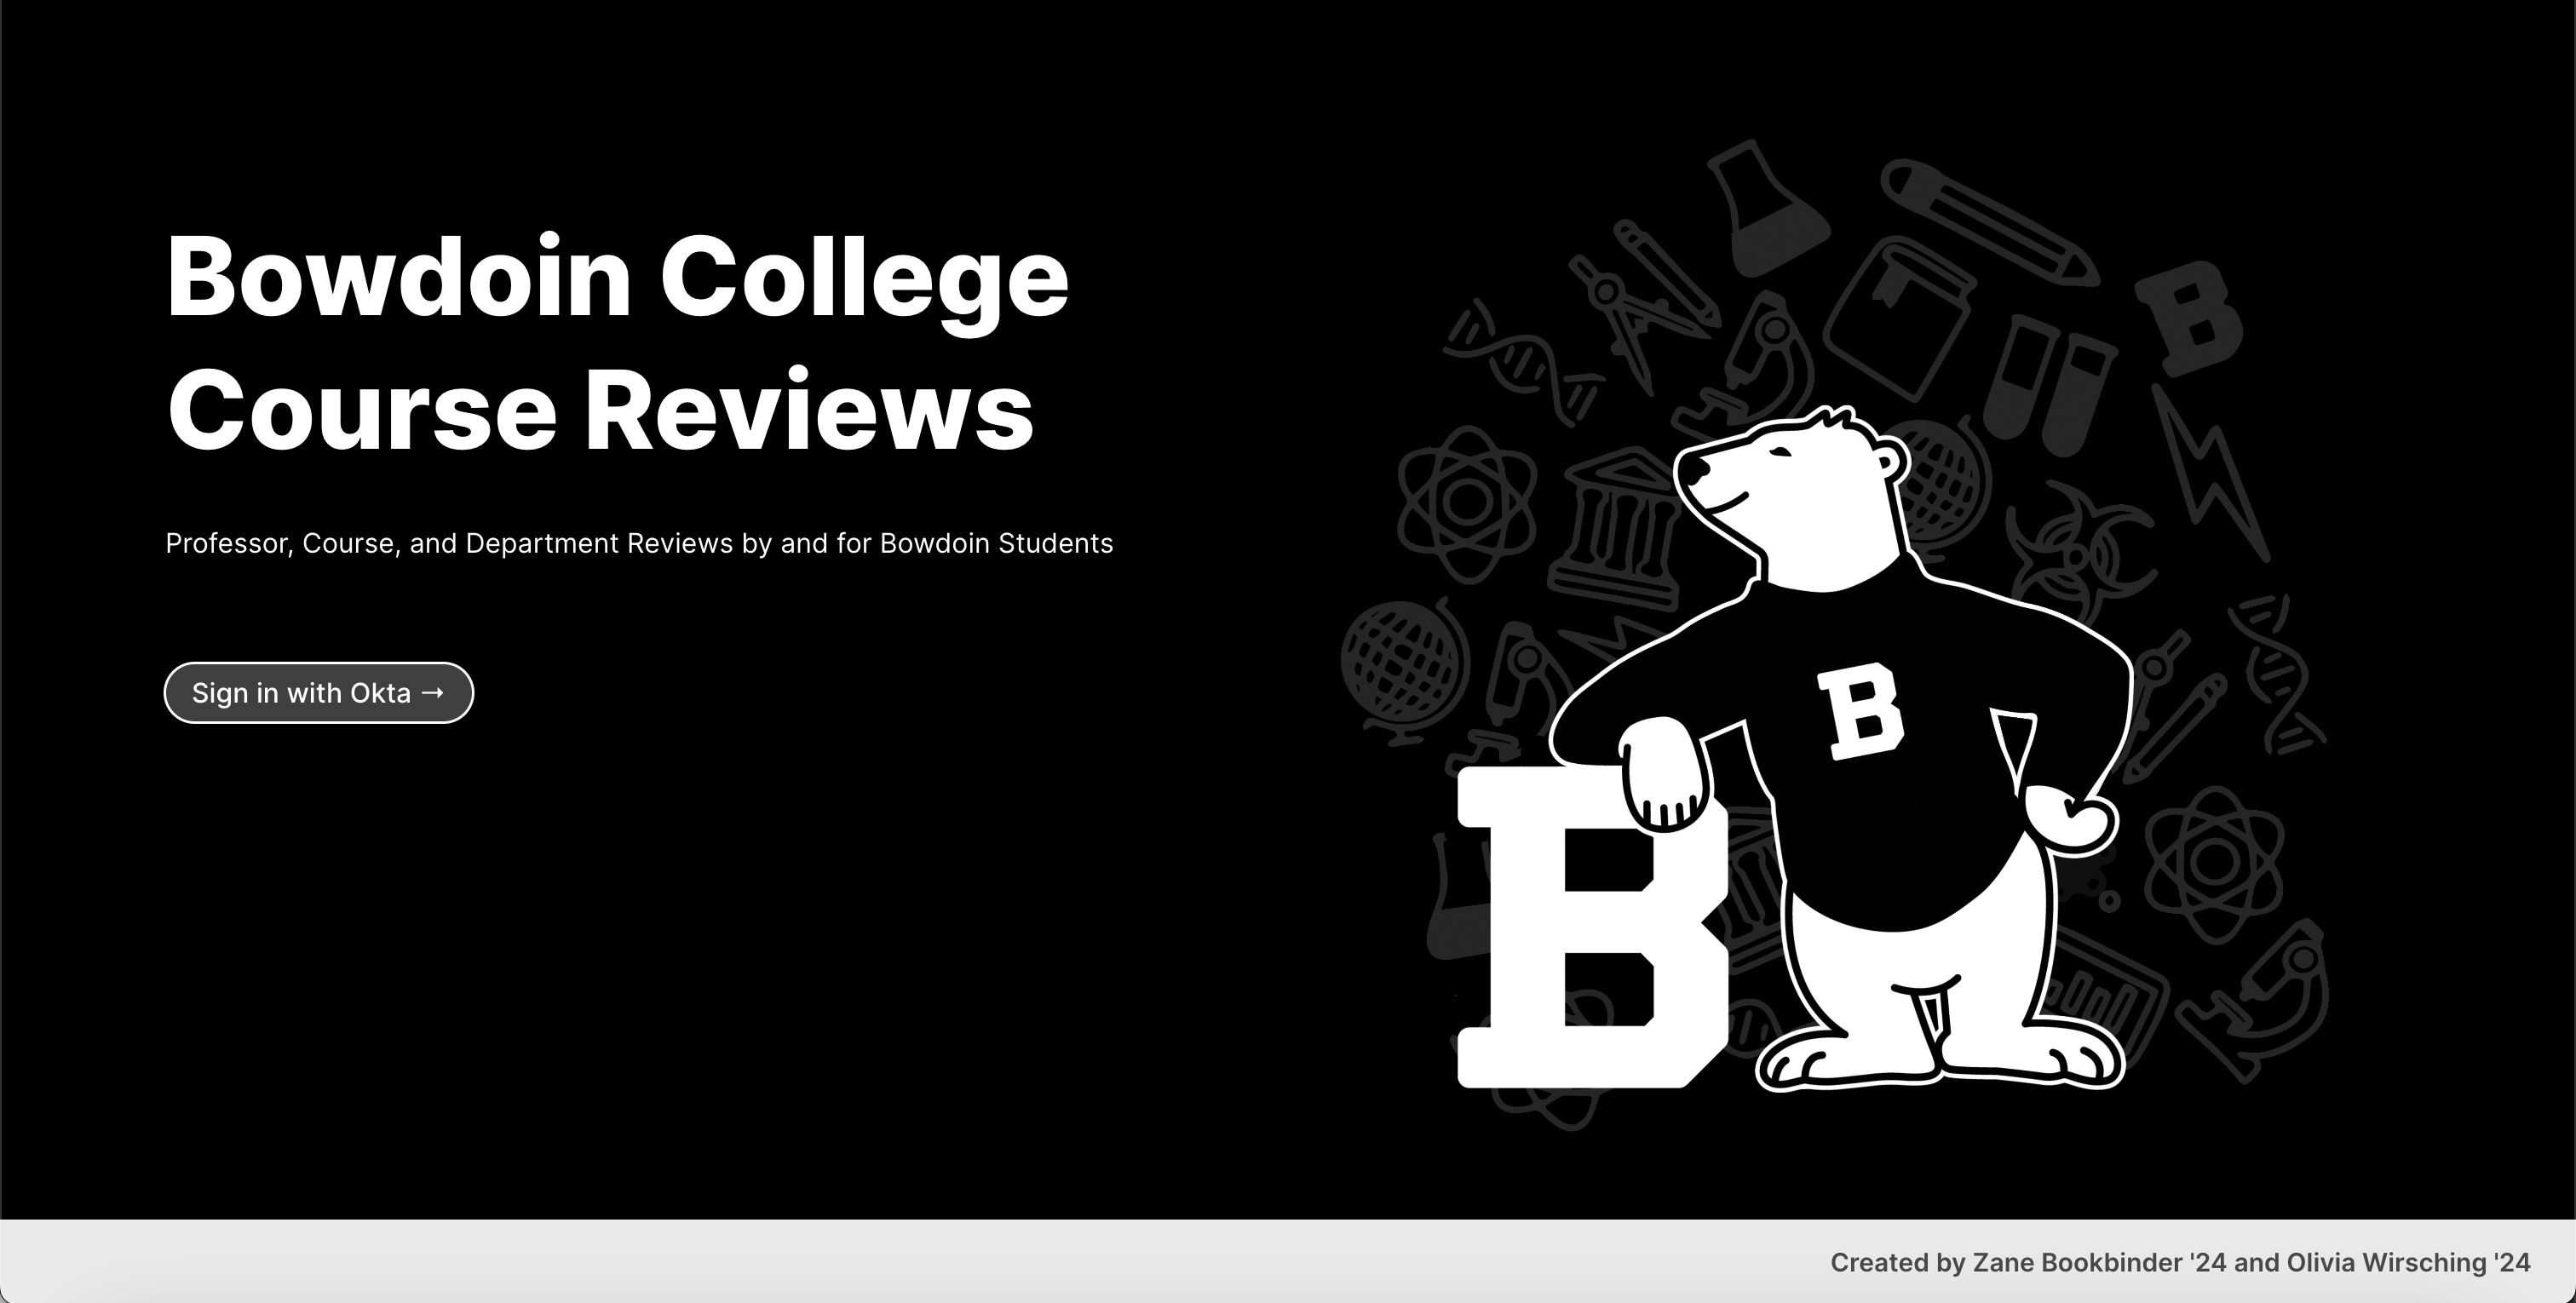 Bowdoin College
Course Reviews
Professor, Course, and Department Reviews by and for Bowdoin Students
Sign in with Okta →
B
B
B
Created by Zane Bookbinder '24 and Olivia Wirsching '24